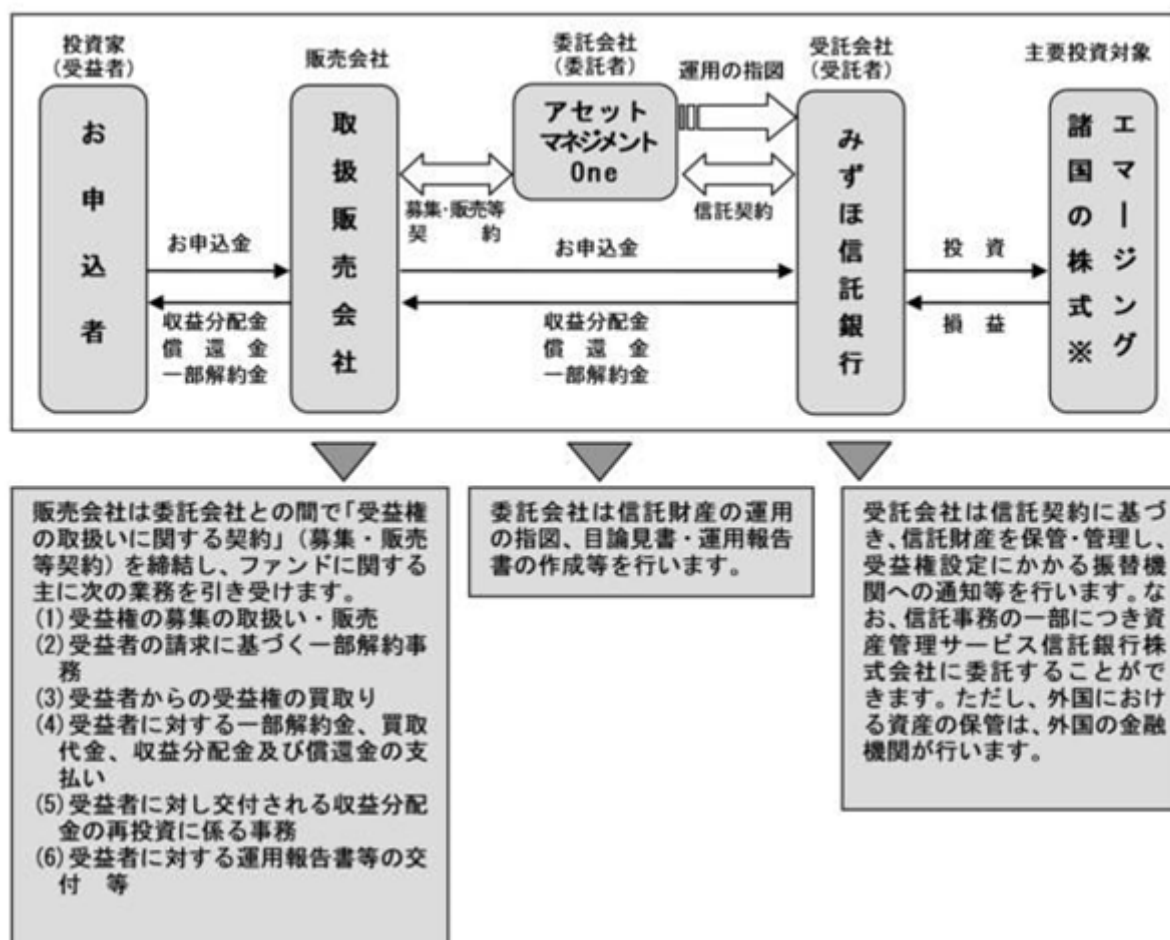 投資家
(受益者)
お申込者
販売会社
取扱販売会社
委託会社
(委託者)
アセット
マネジメント
One
運用の指図
受託会社
(受託者)
みずほ信託銀行
主要投資対象
エマージング
諸国の株式※
募集・販売等
契 約
信託契約
お申込金
収益分配金
償 還 金
一部解約金
お申込金
収益分配金
償 還 金
一部解約金
投 資
損 益
販売会社は委託会社との間で「受益権
の取扱いに関する契約」(募集・販売
等契約)を締結し、ファンドに関する
主に次の業務を引き受けます。
(1)受益権の募集の取扱い・販売
(2)受益者の請求に基づく一部解約事
務
(3)受益者からの受益権の買取り
(4)受益者に対する一部解約金、買取
代金、収益分配金及び償還金の支
払い
(5)受益者に対し交付される収益分配
金の再投資に係る事務
(6)受益者に対する運用報告書等の交
付 等
委託会社は信託財産の運用
の指図、目論見書・運用報告
書の作成等を行います。
受託会社は信託契約に基づ
き、信託財産を保管・管理し、
受益権設定にかかる振替機
関への通知等を行います。な
お、信託事務の一部につき資
産管理サービス信託銀行株
式会社に委託することがで
きます。ただし、外国におけ
る資産の保管は、外国の金融
機関が行います。